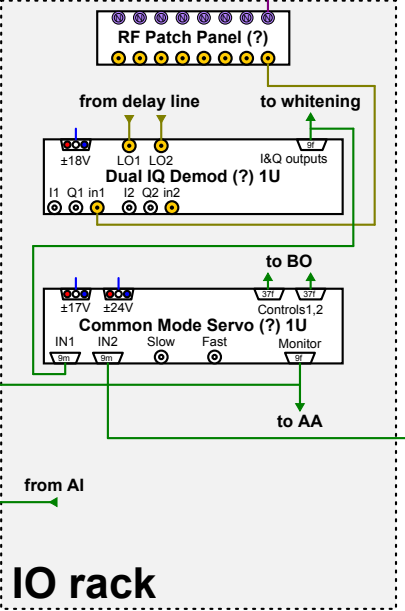 RF Patch Panel (?)
from delay line to whitening
9f
±18V LO1 LO2 I&Q outputs
Dual IQ Demod (?) 1U
I1 Q1 in1 I2 Q2 in2
to BO
37f 37f
±17V ±24V Controls1,2
Common Mode Servo (?) 1U
IN1 IN2 Slow Fast Monitor
9m 9m 9f
to AA
from AI
IO rack